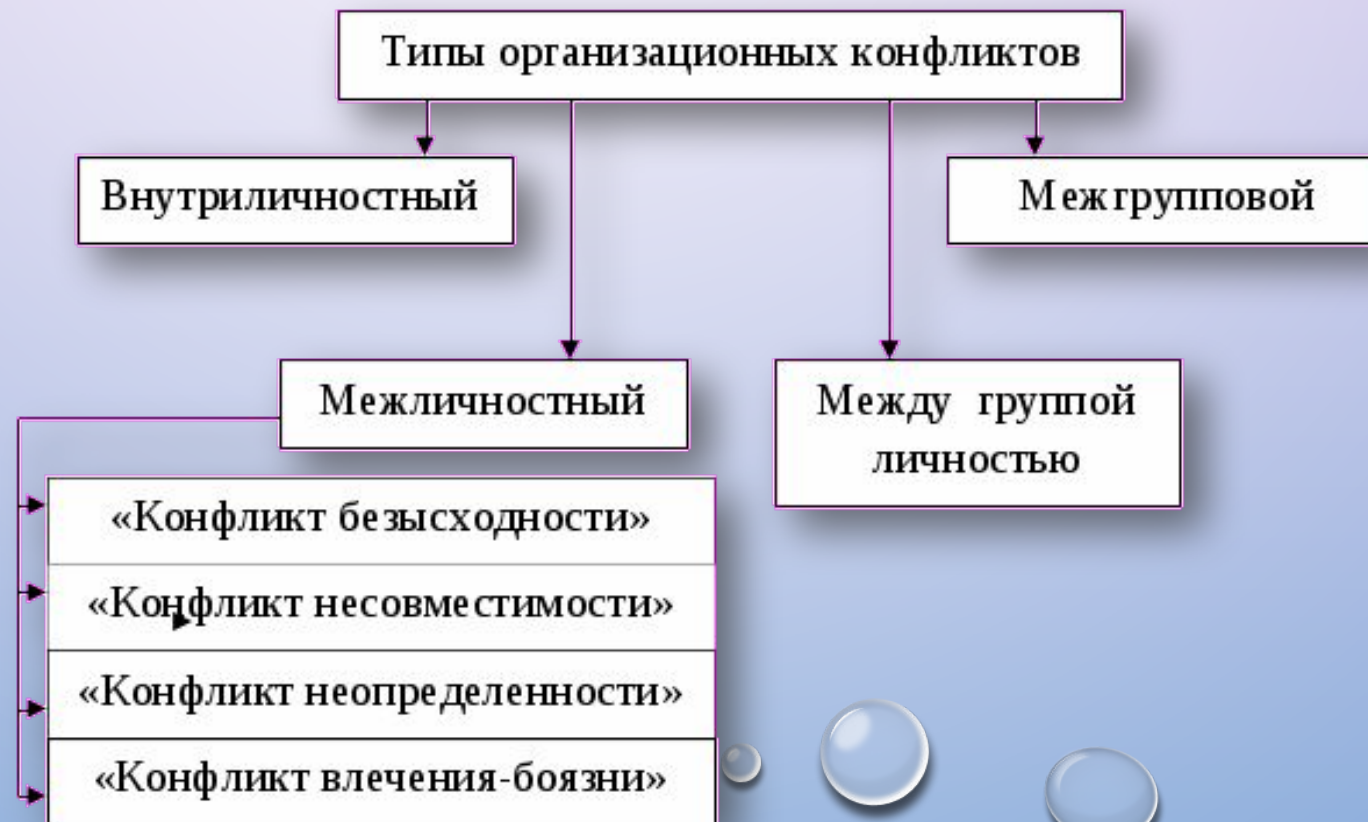 Типы организационных конфликтов
Внутриличностный
Межгрупповой
Межличностный
Между группой
личностью
«Конфликт безысходности»
«Конфликт несовместимости»
«Конфликт неопределенности»
«Конфликт влечения-боязни»